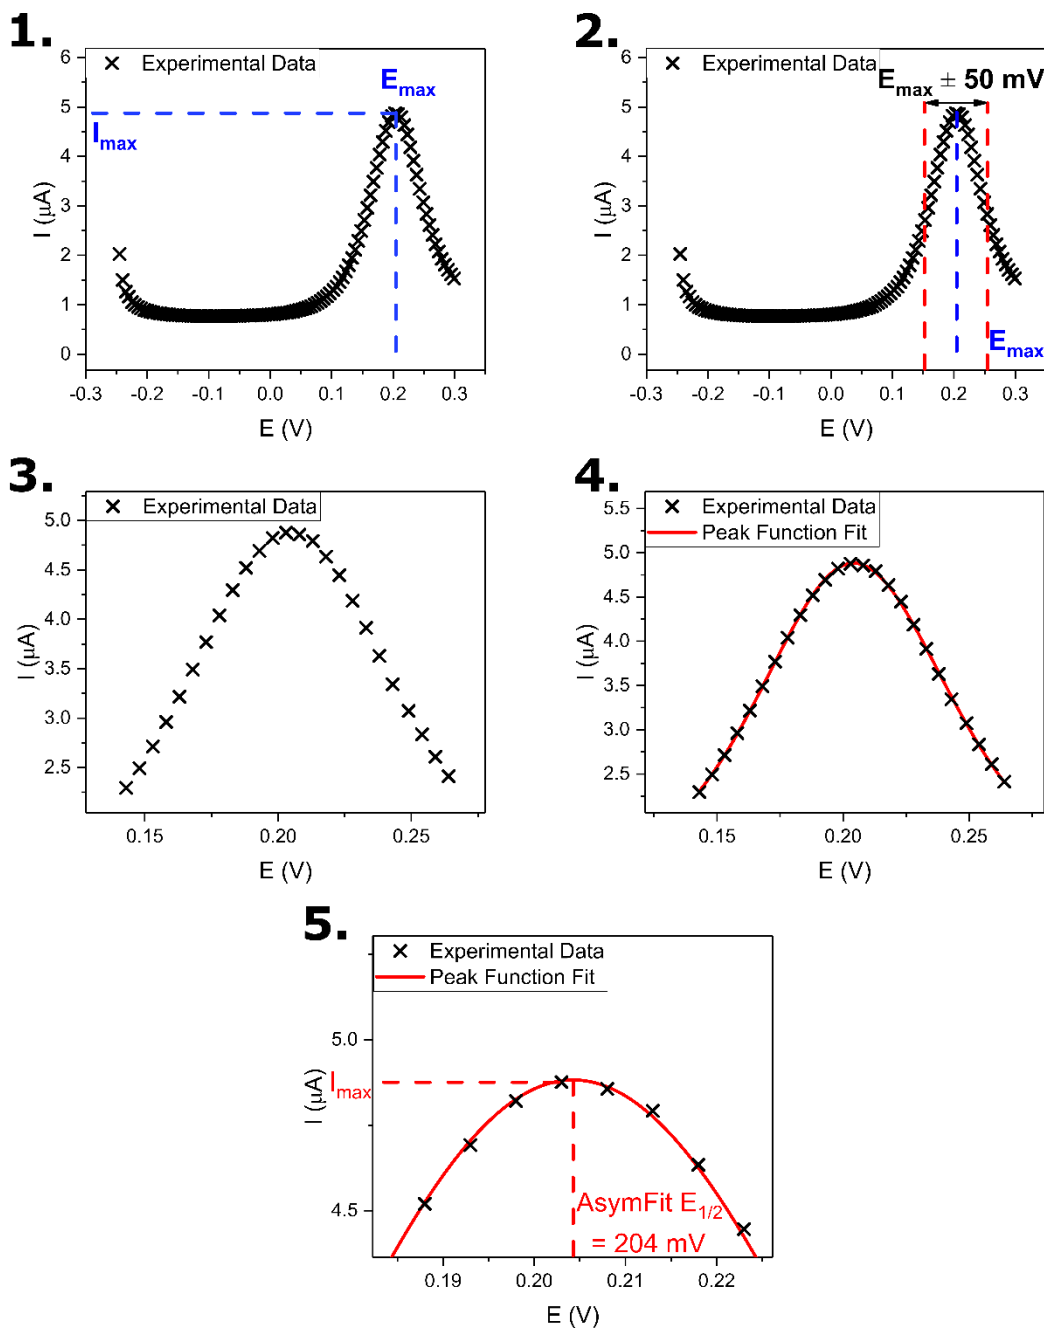 1.
6
Experimental Data
E_max
5
I_max
4
I (μA)
3
2
1
0
-0.3 -0.2 -0.1 0.0 0.1 0.2 0.3
E (V)
2.
6
Experimental Data
E_max ± 50 mV
5
4
I (μA)
3
2
1
E_max
0
-0.3 -0.2 -0.1 0.0 0.1 0.2 0.3
E (V)
3.
Experimental Data
5.0
4.5
4.0
I (μA)
3.5
3.0
2.5
0.15 0.20 0.25
E (V)
4.
5.5
Experimental Data
Peak Function Fit
5.0
4.5
4.0
I (μA)
3.5
3.0
2.5
0.15 0.20 0.25
E (V)
5.
Experimental Data
Peak Function Fit
5.0
I_max
I (μA)
4.5
AsymFit E_1/2
= 204 mV
0.19 0.20 0.21 0.22
E (V)